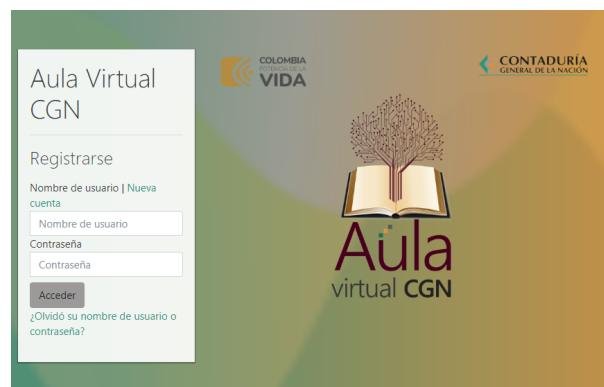 Aula Virtual
CGN
Registrarse
Nombre de usuario | Nueva
cuenta
Nombre de usuario
Contraseña
Contraseña
Acceder
¿Olvidó su nombre de usuario o
contraseña?
COLOMBIA
POTENCIA DE LA
VIDA
CONTADURÍA
GENERAL DE LA NACIÓN
Aula
virtual CGN